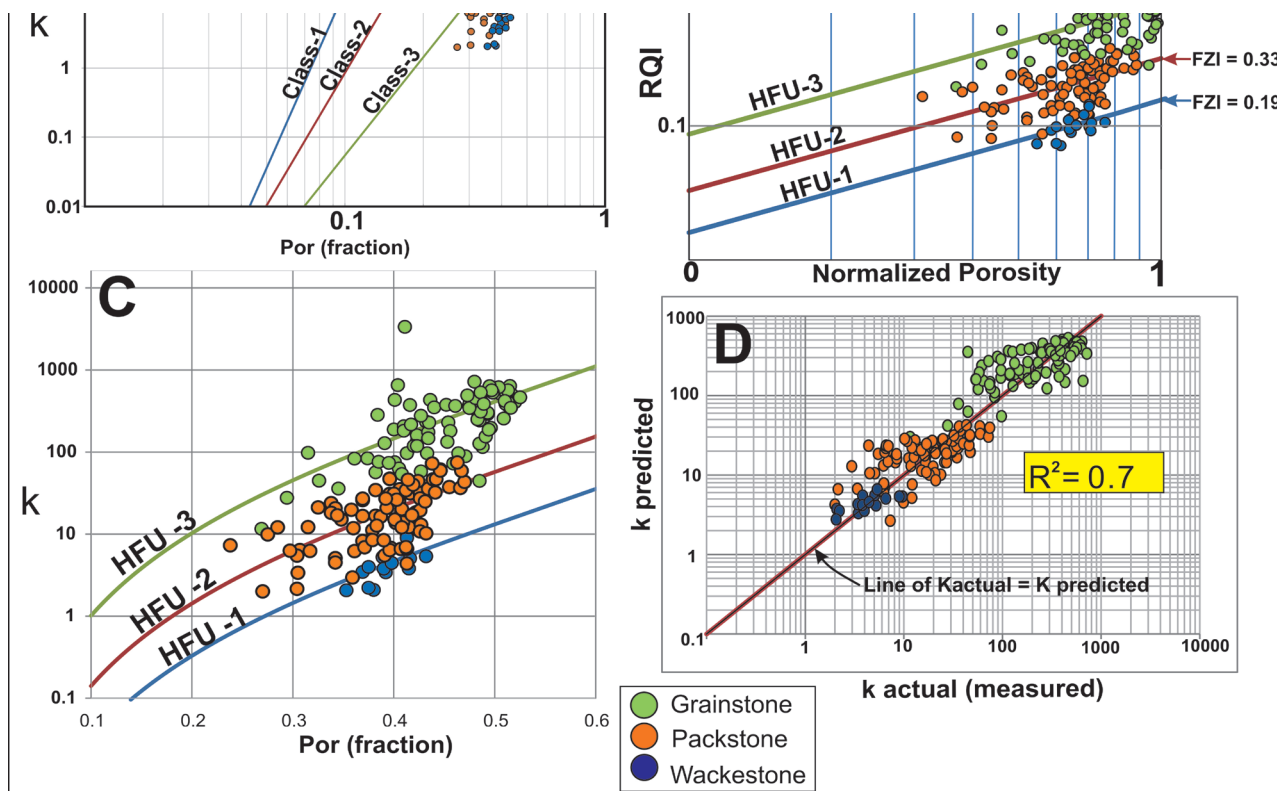 k
1
0.1
0.01
Class-1
Class-2
Class-3
0.1
1
Por (fraction)
RQI
0.1
HFU-3
HFU-2
HFU-1
FZI = 0.33
FZI = 0.19
0
Normalized Porosity
1
C
10000
1000
100
10
1
0.1
k
HFU -3
HFU -2
HFU -1
0.1
0.2
0.3
0.4
0.5
0.6
Por (fraction)
D
1000
100
10
1
0.1
k predicted
R²= 0.7
Line of Kactual = K predicted
1
10
100
1000
10000
k actual (measured)
Grainstone
Packstone
Wackestone